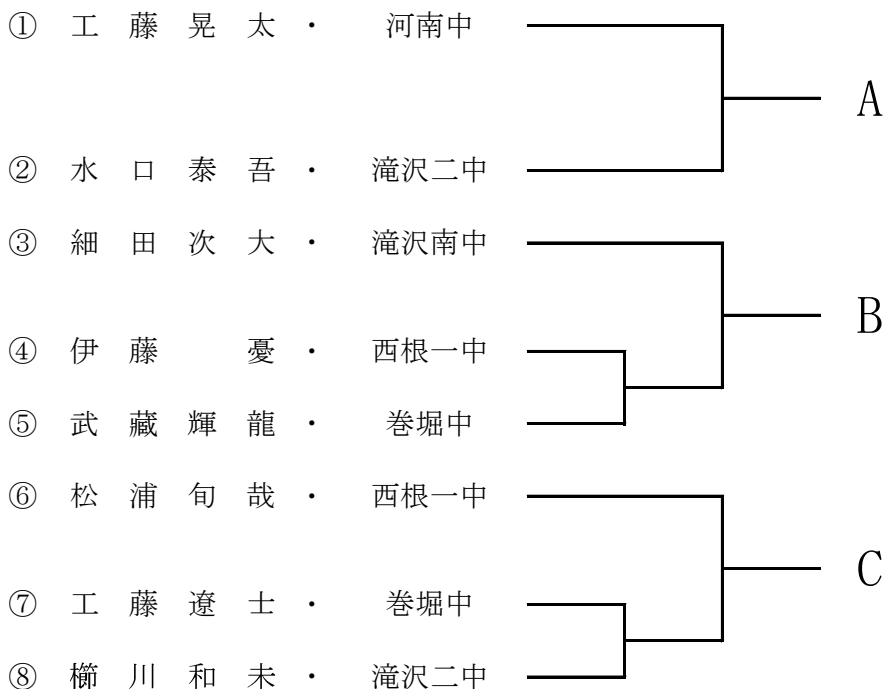 ① 工 藤 晃 太 ・ 河南中
A
② 水 口 泰 吾 ・ 滝沢二中
③ 細 田 次 大 ・ 滝沢南中
B
④ 伊 藤 憂 ・ 西根一中
⑤ 武 藏 輝 龍 ・ 巻堀中
⑥ 松 浦 旬 哉 ・ 西根一中
C
⑦ 工 藤 遼 士 ・ 巻堀中
⑧ 櫛 川 和 未 ・ 滝沢二中